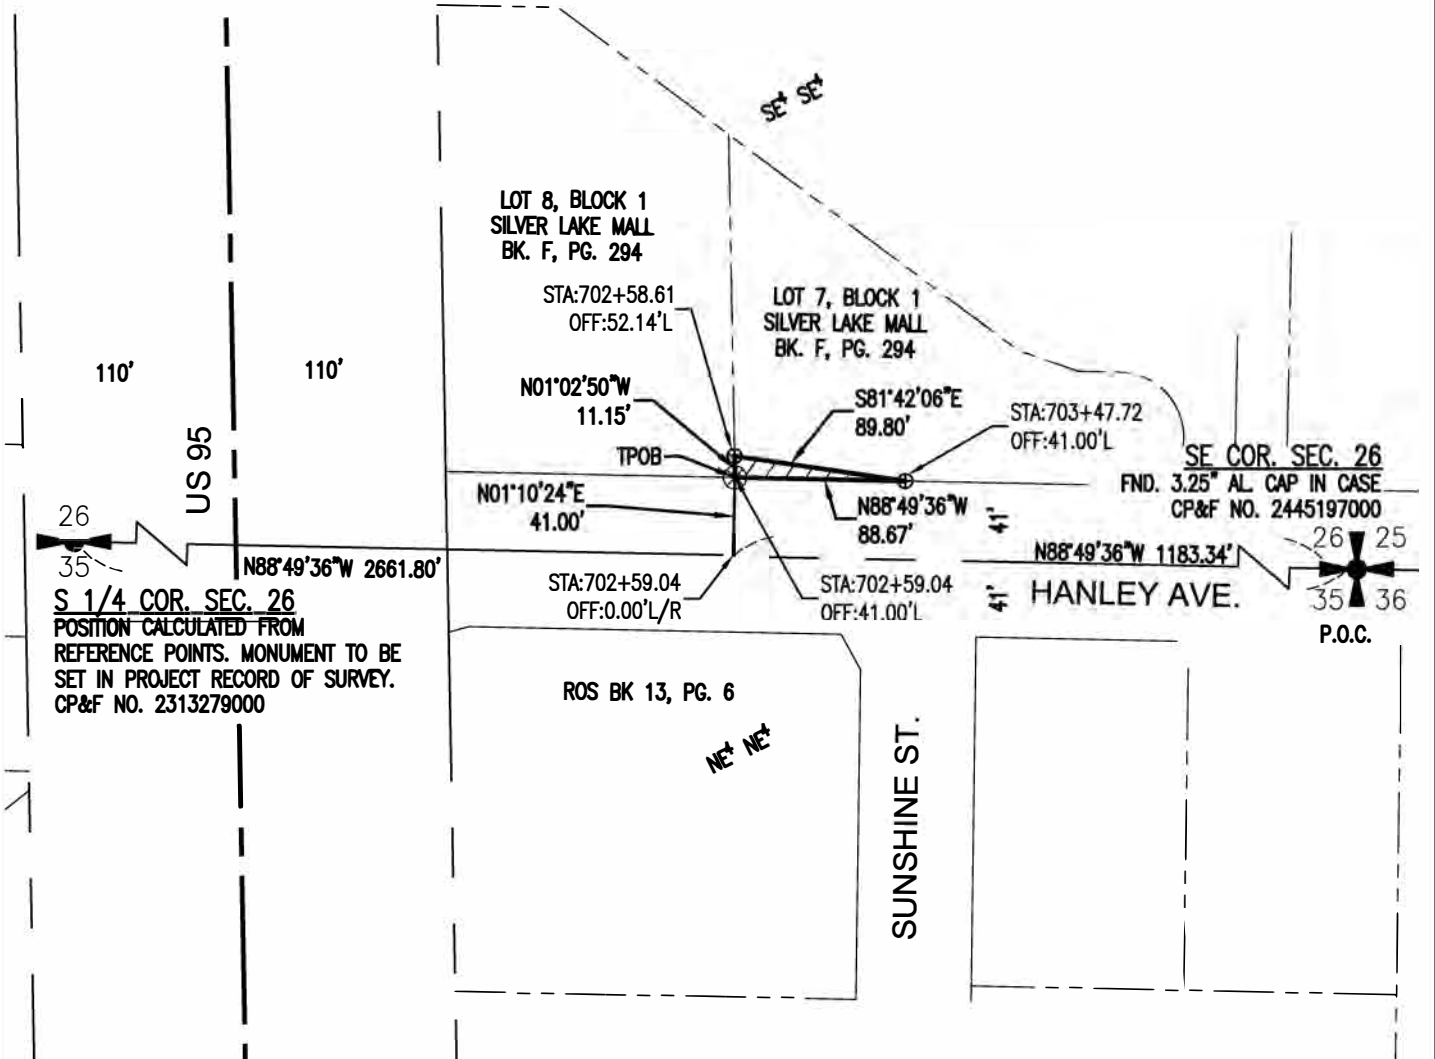 SE¼ SE¼
LOT 8, BLOCK 1
SILVER LAKE MALL
BK. F, PG. 294
STA:702+58.61
OFF:52.14'L
LOT 7, BLOCK 1
SILVER LAKE MALL
BK. F, PG. 294
110'
110'
N01°02'50"W
11.15'
S81°42'06"E
89.80'
STA:703+47.72
OFF:41.00'L
US 95
TPOB
SE COR. SEC. 26
FND. 3.25" AL. CAP IN CASE
CP&F NO. 2445197000
N01°10'24"E
41.00'
N88°49'36"W
88.67'
41'
26
35
N88°49'36"W 2661.80'
N88°49'36"W 1183.34'
26 25
35 36
P.O.C.
S 1/4 COR. SEC. 26
POSITION CALCULATED FROM
REFERENCE POINTS. MONUMENT TO BE
SET IN PROJECT RECORD OF SURVEY.
CP&F NO. 2313279000
STA:702+59.04
OFF:0.00'L/R
STA:702+59.04
OFF:41.00'L
41'
HANLEY AVE.
ROS BK 13, PG. 6
NE¼ NE¼
SUNSHINE ST.